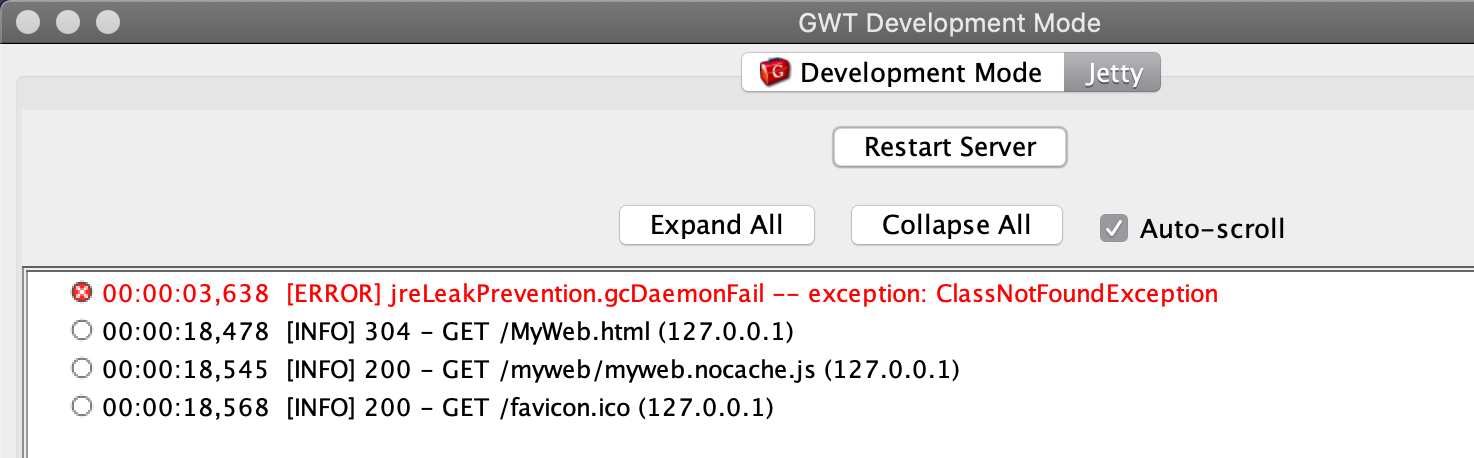 GWT Development Mode
Development Mode Jetty
Restart Server
Expand All Collapse All Auto-scroll
00:00:03,638 [ERROR] jreLeakPrevention.gcDaemonFail -- exception: ClassNotFoundException
00:00:18,478 [INFO] 304 - GET /MyWeb.html (127.0.0.1)
00:00:18,545 [INFO] 200 - GET /myweb/myweb.nocache.js (127.0.0.1)
00:00:18,568 [INFO] 200 - GET /favicon.ico (127.0.0.1)